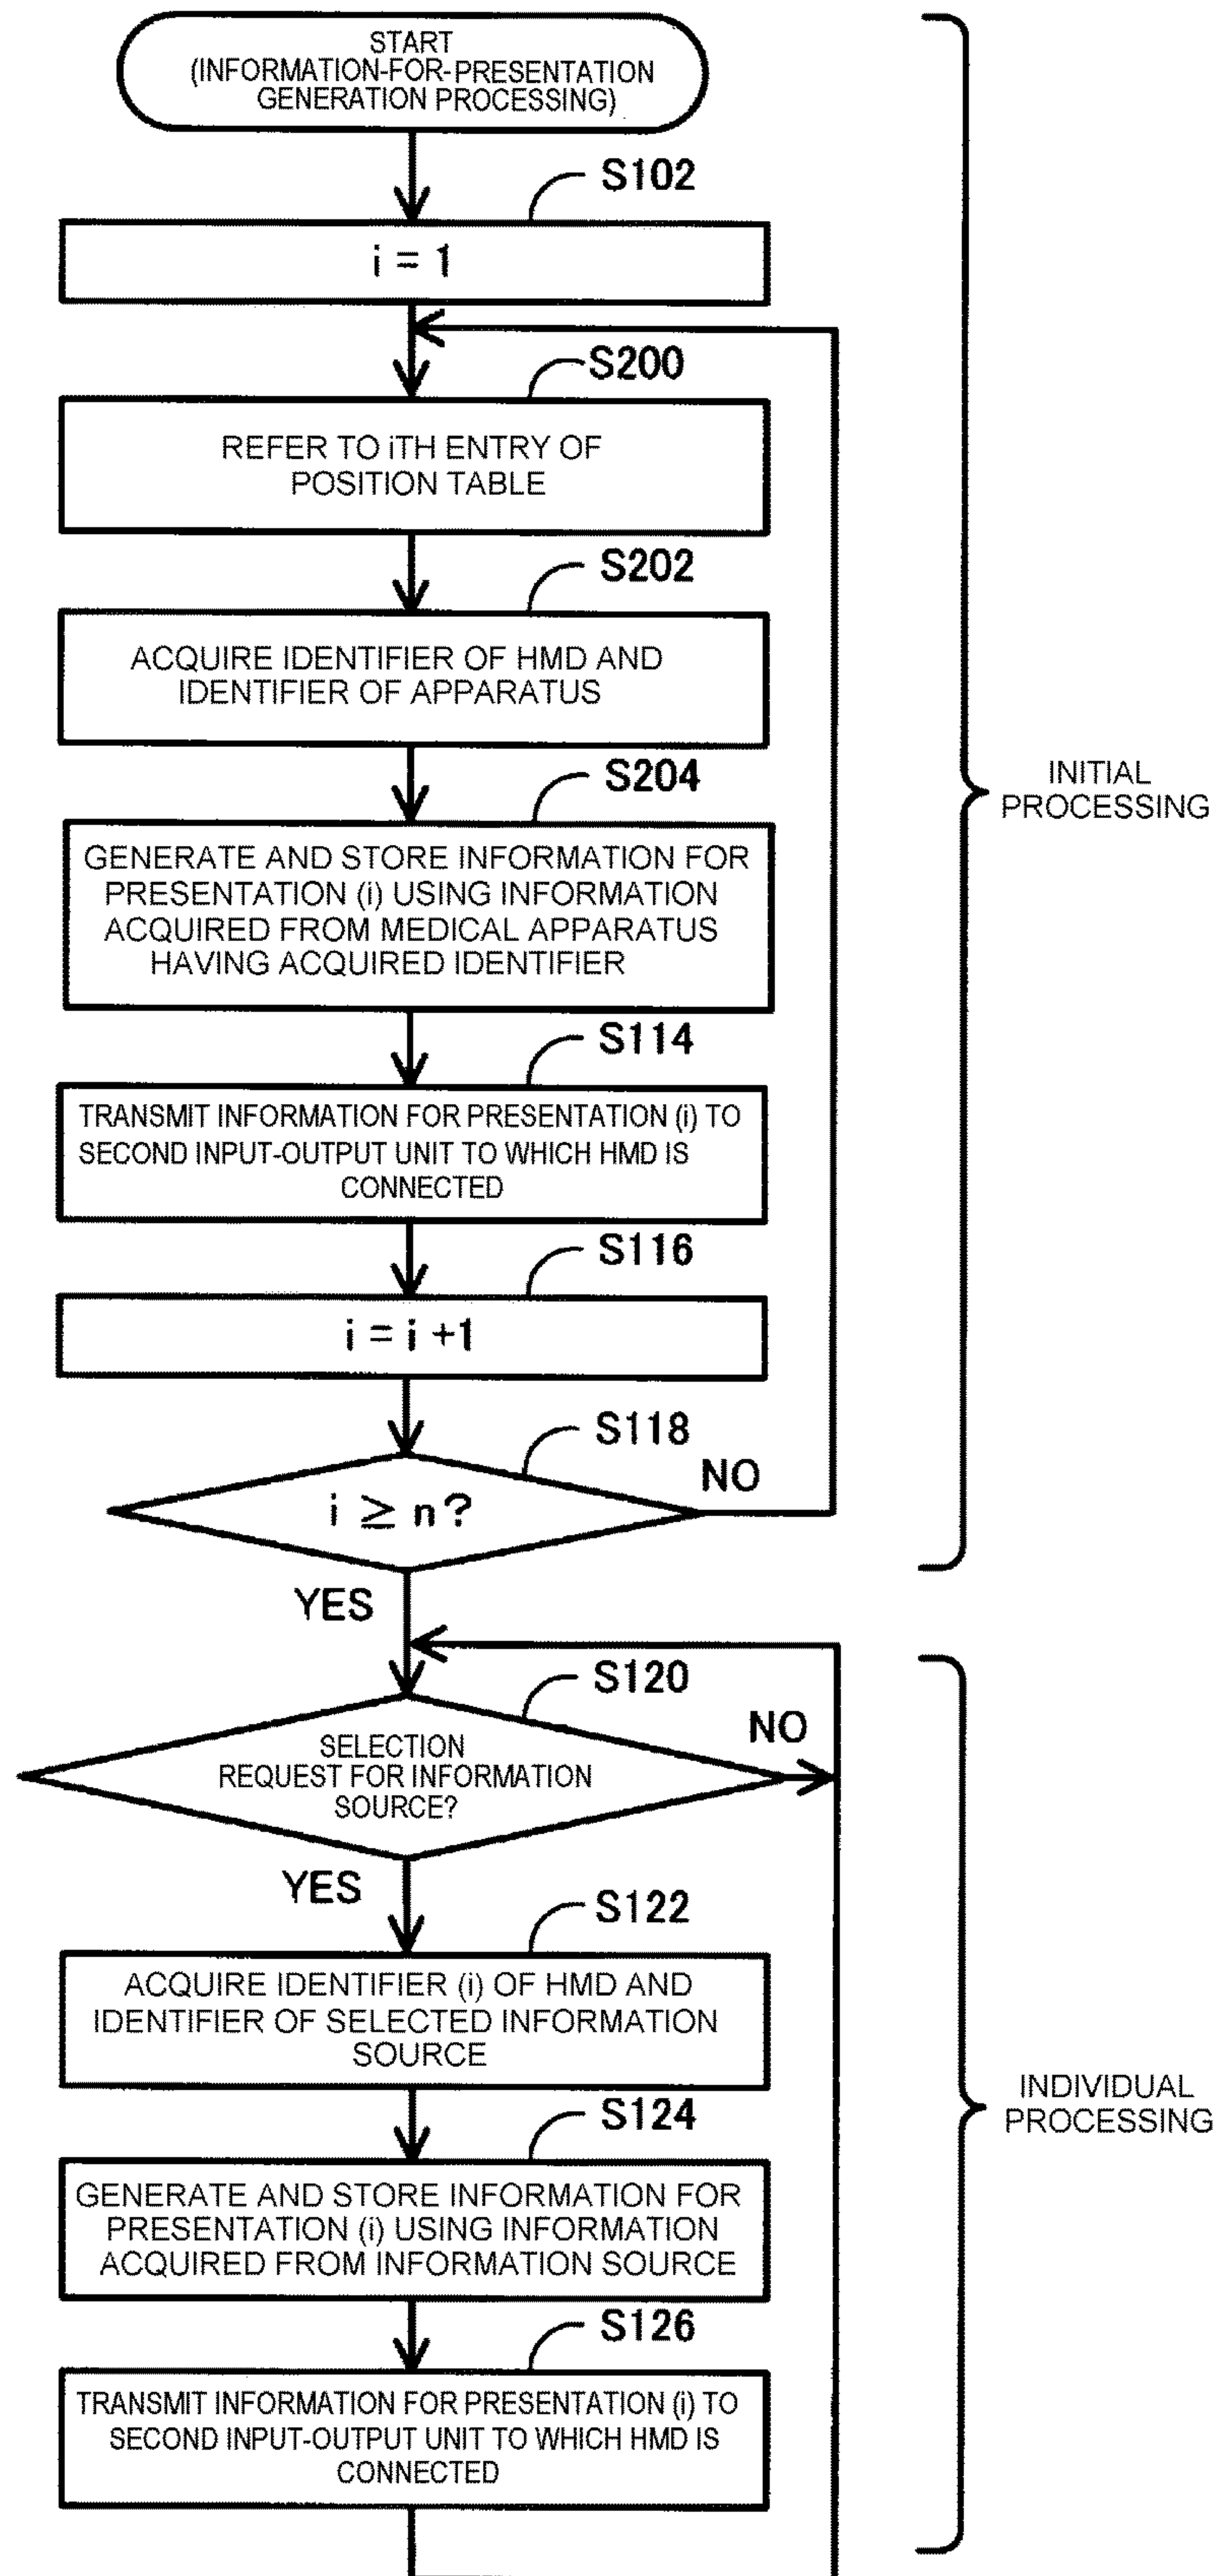 START
(INFORMATION-FOR-PRESENTATION
GENERATION PROCESSING)
S102
i = 1
S200
REFER TO iTH ENTRY OF
POSITION TABLE
S202
ACQUIRE IDENTIFIER OF HMD AND
IDENTIFIER OF APPARATUS
S204
GENERATE AND STORE INFORMATION FOR
PRESENTATION (i) USING INFORMATION
ACQUIRED FROM MEDICAL APPARATUS
HAVING ACQUIRED IDENTIFIER
INITIAL
PROCESSING
S114
TRANSMIT INFORMATION FOR PRESENTATION (i) TO
SECOND INPUT-OUTPUT UNIT TO WHICH HMD IS
CONNECTED
S116
i = i +1
S118
i ≥ n?
NO
YES
S120
SELECTION
REQUEST FOR INFORMATION
SOURCE?
NO
YES
S122
ACQUIRE IDENTIFIER (i) OF HMD AND
IDENTIFIER OF SELECTED INFORMATION
SOURCE
INDIVIDUAL
PROCESSING
S124
GENERATE AND STORE INFORMATION FOR
PRESENTATION (i) USING INFORMATION
ACQUIRED FROM INFORMATION SOURCE
S126
TRANSMIT INFORMATION FOR PRESENTATION (i) TO
SECOND INPUT-OUTPUT UNIT TO WHICH HMD IS
CONNECTED